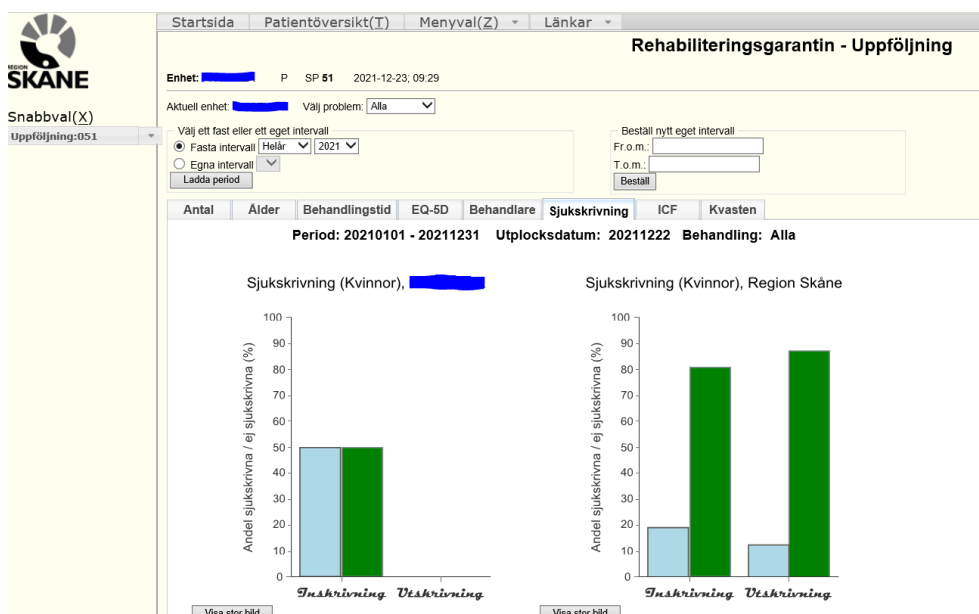 Startsida Patientöversikt(T) Menyval(Z) Länkar
REGION
SKÅNE
Rehabiliteringsgarantin - Uppföljning
Enhet: P SP 51 2021-12-23; 09:29
Snabbval(X)
Uppföljning:051
Aktuell enhet: Välj problem: Alla
Välj ett fast eller ett eget intervall
Fasta intervall Helår 2021
Egna intervall
Ladda period
Beställ nytt eget intervall
Fr.o.m.:
T.o.m.:
Beställ
Antal Ålder Behandlingstid EQ-5D Behandlare Sjukskrivning ICF Kvasten
Period: 20210101 - 20211231 Utplocksdatum: 20211222 Behandling: Alla
Sjukskrivning (Kvinnor),
Andel sjukskrivna / ej sjukskrivna (%)
100
90
80
70
60
50
40
30
20
10
0
Inskrivning Utskrivning
Visa stor bild
Sjukskrivning (Kvinnor), Region Skåne
Andel sjukskrivna / ej sjukskrivna (%)
100
90
80
70
60
50
40
30
20
10
0
Inskrivning Utskrivning
Visa stor bild